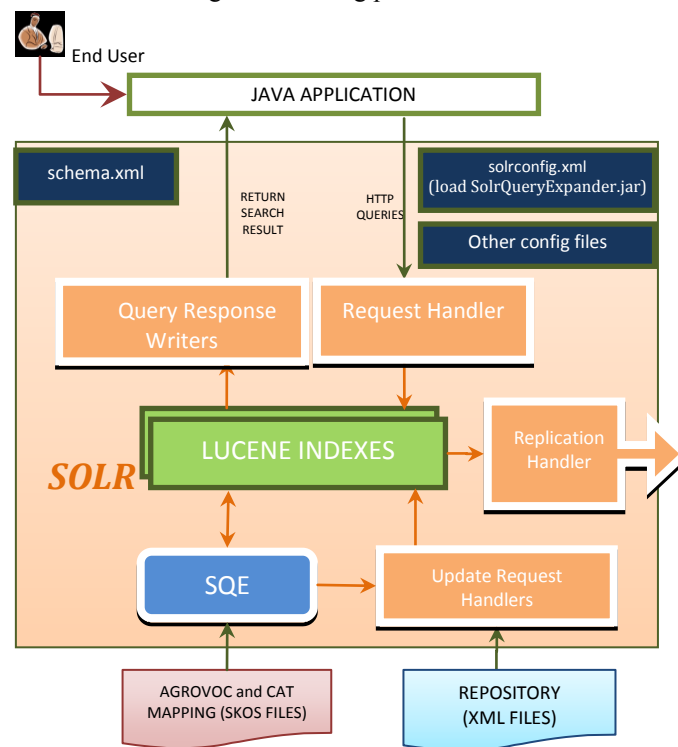 End User
JAVA APPLICATION
schema.xml
solrconfig.xml
(load SolrQueryExpander.jar)
Other config files
RETURN
SEARCH
RESULT
HTTP
QUERIES
Query Response
Writers
Request Handler
LUCENE INDEXES
Replication
Handler
SOLR
SQE
Update Request
Handlers
AGROVOC and CAT
MAPPING (SKOS FILES)
REPOSITORY
(XML FILES)